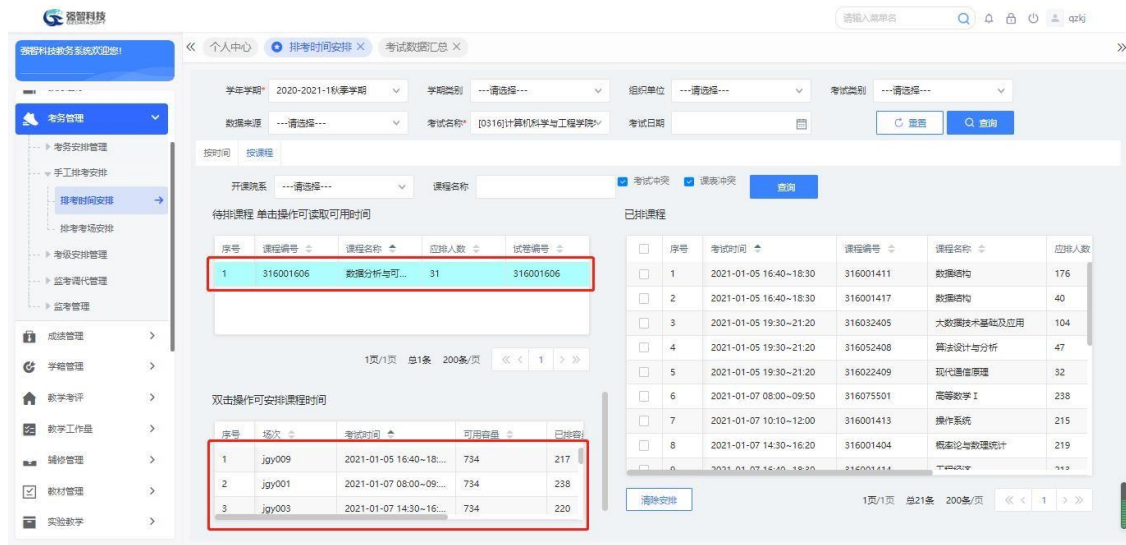 强智科技
请输入菜单名
qzkj
强智科技教务系统欢迎您!
个人中心 排考时间安排 × 考试数据汇总 ×
学年学期* 2020-2021-1秋季学期 学期类别 ---请选择--- 组织单位 ---请选择--- 考试类别 ---请选择---
数据来源 ---请选择--- 考试名称* [0316]计算机科学与工程学院 考试日期 重置 查询
考务管理
考务安排管理
手工排考安排
排考时间安排
排考考场安排
考级安排管理
监考调代管理
监考管理
成绩管理
学籍管理
教学考评
教学工作量
辅修管理
教材管理
实验教学
按时间 按课程
开课院系 ---请选择--- 课程名称 考试冲突 课表冲突 查询
待排课程 单击操作可读取可用时间
序号 课程编号 课程名称 应排人数 试卷编号
1 316001606 数据分析与可... 31 316001606
1页/1页 总1条 200条/页 1
双击操作可安排课程时间
序号 场次 考试时间 可用容量 已排容
1 jgy009 2021-01-05 16:40~18:... 734 217
2 jgy001 2021-01-07 08:00~09:... 734 238
3 jgy003 2021-01-07 14:30~16:... 734 220
已排课程
序号 考试时间 课程编号 课程名称 应排人数
1 2021-01-05 16:40~18:30 316001411 数据结构 176
2 2021-01-05 16:40~18:30 316001417 数据结构 40
3 2021-01-05 19:30~21:20 316032405 大数据技术基础及应用 104
4 2021-01-05 19:30~21:20 316052408 算法设计与分析 47
5 2021-01-05 19:30~21:20 316022409 现代通信原理 32
6 2021-01-07 08:00~09:50 316075501 高等数学 I 238
7 2021-01-07 10:10~12:00 316001413 操作系统 215
8 2021-01-07 14:30~16:20 316001404 概率论与数理统计 219
9 2021-01-07 16:40~18:30 316001414 工程经济 213
清除安排 1页/1页 总21条 200条/页 1